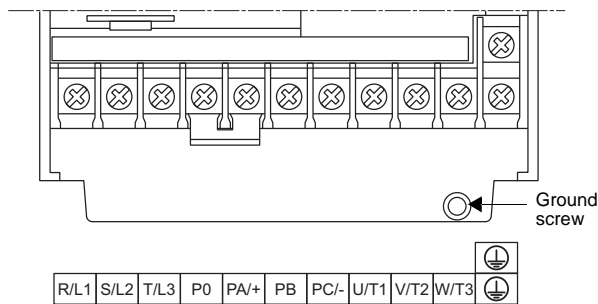 Ground
screw
R/L1 S/L2 T/L3 P0 PA/+ PB PC/- U/T1 V/T2 W/T3